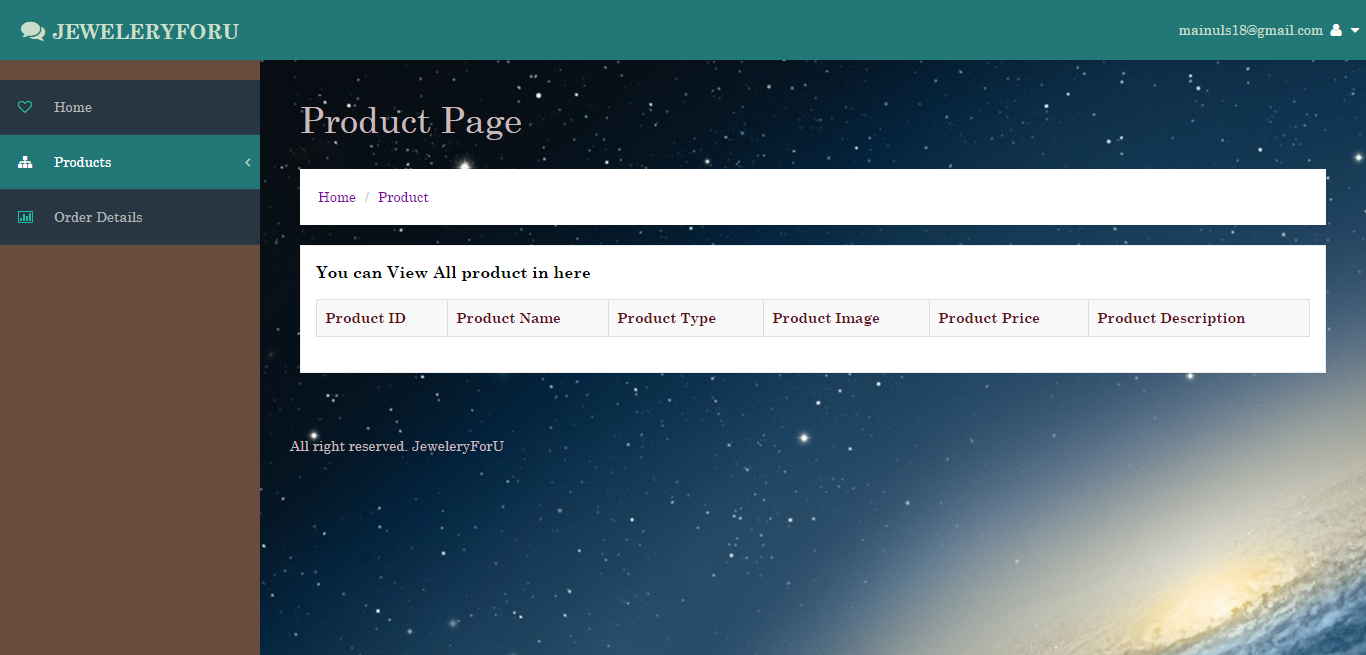 JEWELERYFORU
mainuls18@gmail.com
Home
Products
Order Details
Product Page
Home / Product
You can View All product in here
Product ID Product Name Product Type Product Image Product Price Product Description
All right reserved. JeweleryForU